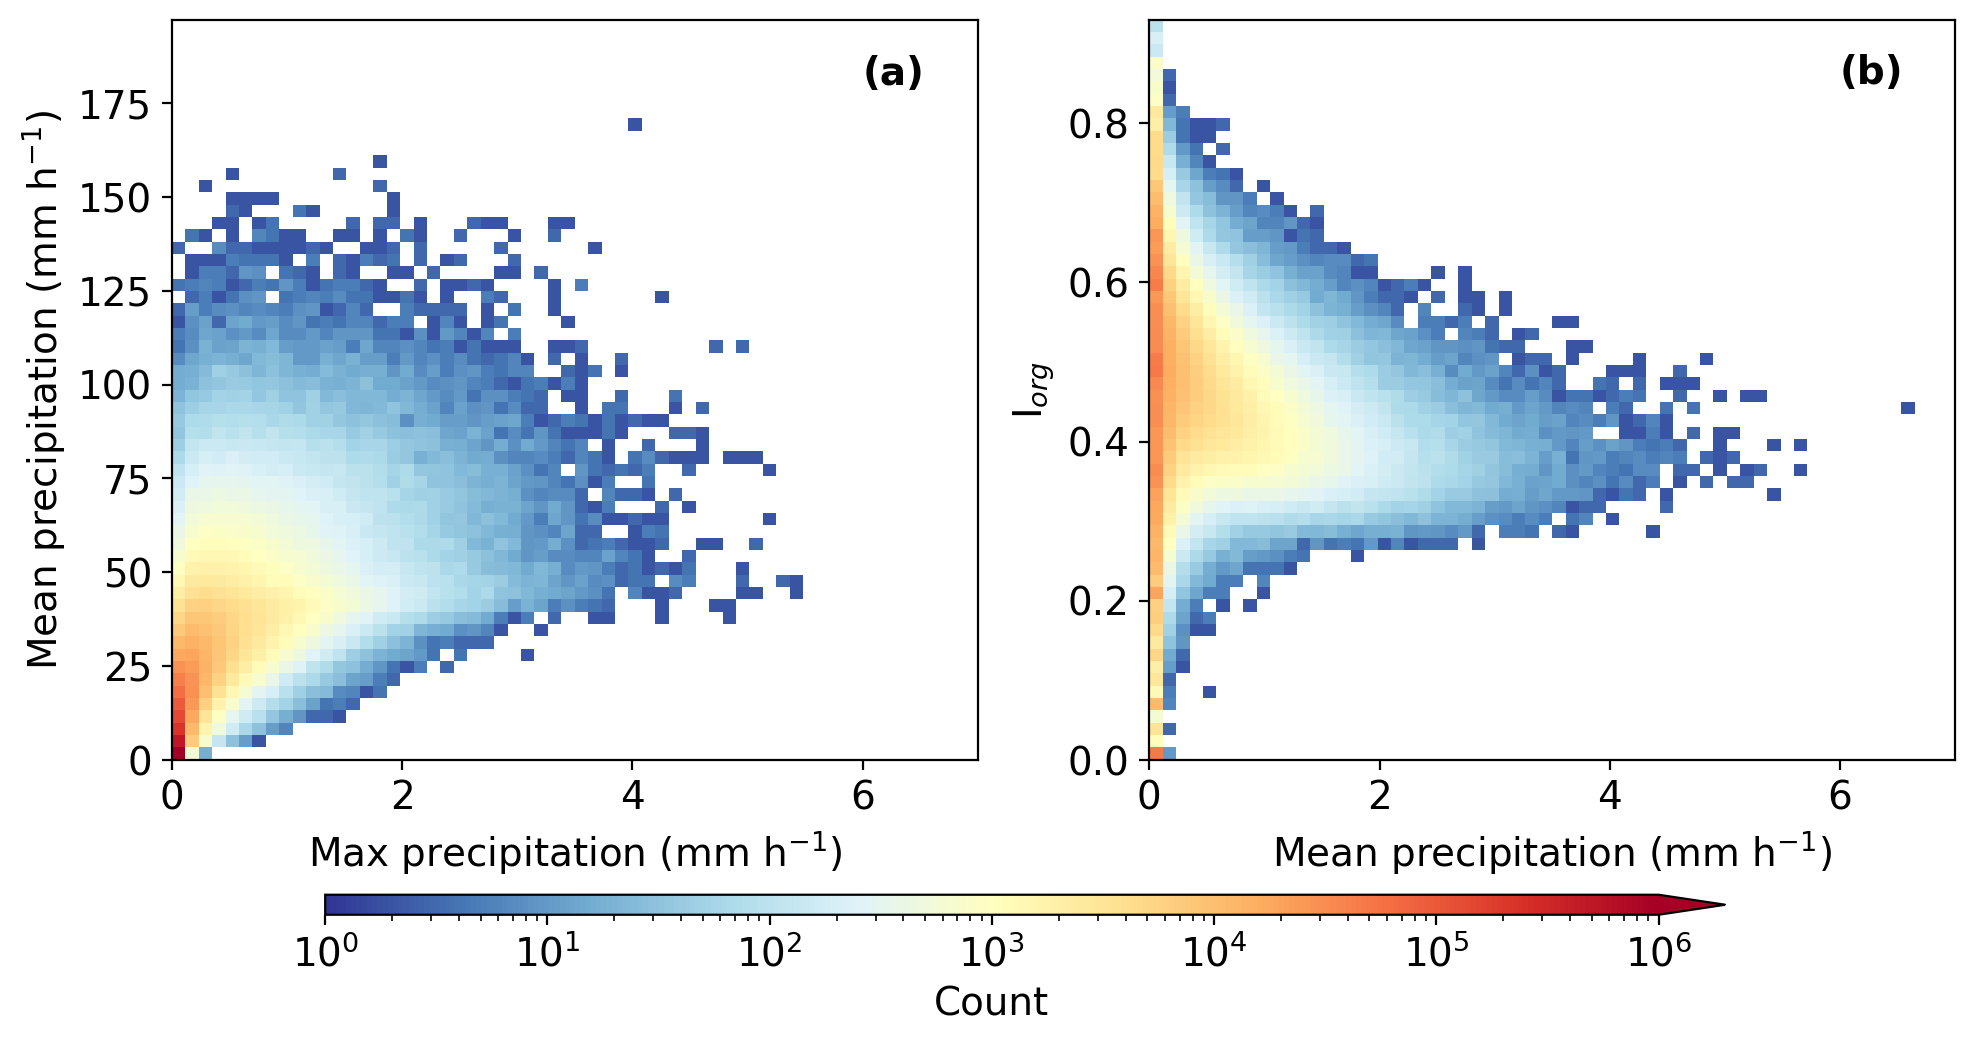 (a)
175
150
125
100
75
50
25
0
Mean precipitation (mm h⁻¹)
0 2 4 6
Max precipitation (mm h⁻¹)
(b)
0.8
0.6
0.4
0.2
0.0
I_org
0 2 4 6
Mean precipitation (mm h⁻¹)
10⁰ 10¹ 10² 10³ 10⁴ 10⁵ 10⁶
Count